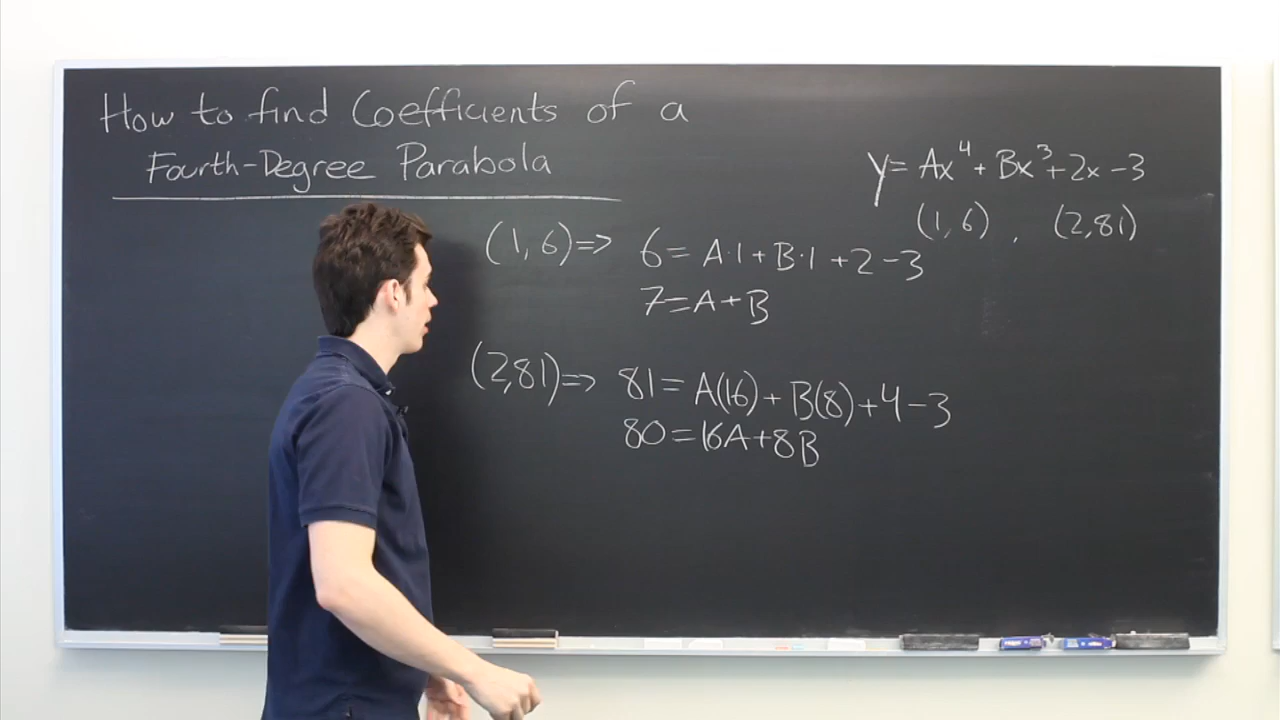 How to find Coefficients of a
Fourth-Degree Parabola
y= Ax⁴+Bx³+2x-3
(1,6) , (2,81)
(1,6)=> 6=A·1+B·1+2-3
7=A+B
(2,81)=> 81=A(16)+B(8)+4-3
80=16A+8B